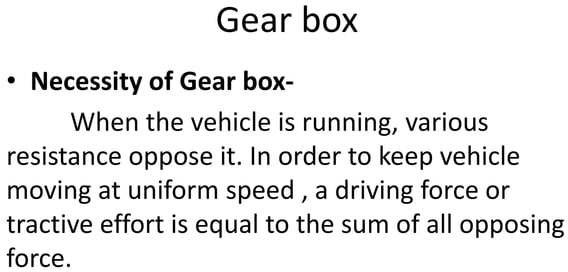 Gear box
• Necessity of Gear box-
When the vehicle is running, various
resistance oppose it. In order to keep vehicle
moving at uniform speed , a driving force or
tractive effort is equal to the sum of all opposing
force.